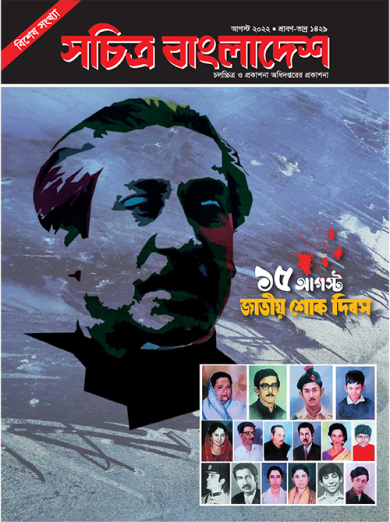 বিশেষ সংখ্যা
আগস্ট ২০২২ ▪ শ্রাবণ-ভাদ্র ১৪২৯
সচিত্র বাংলাদেশ
চলচ্চিত্র ও প্রকাশনা অধিদপ্তরের প্রকাশনা
১৫ আগস্ট
জাতীয় শোক দিবস